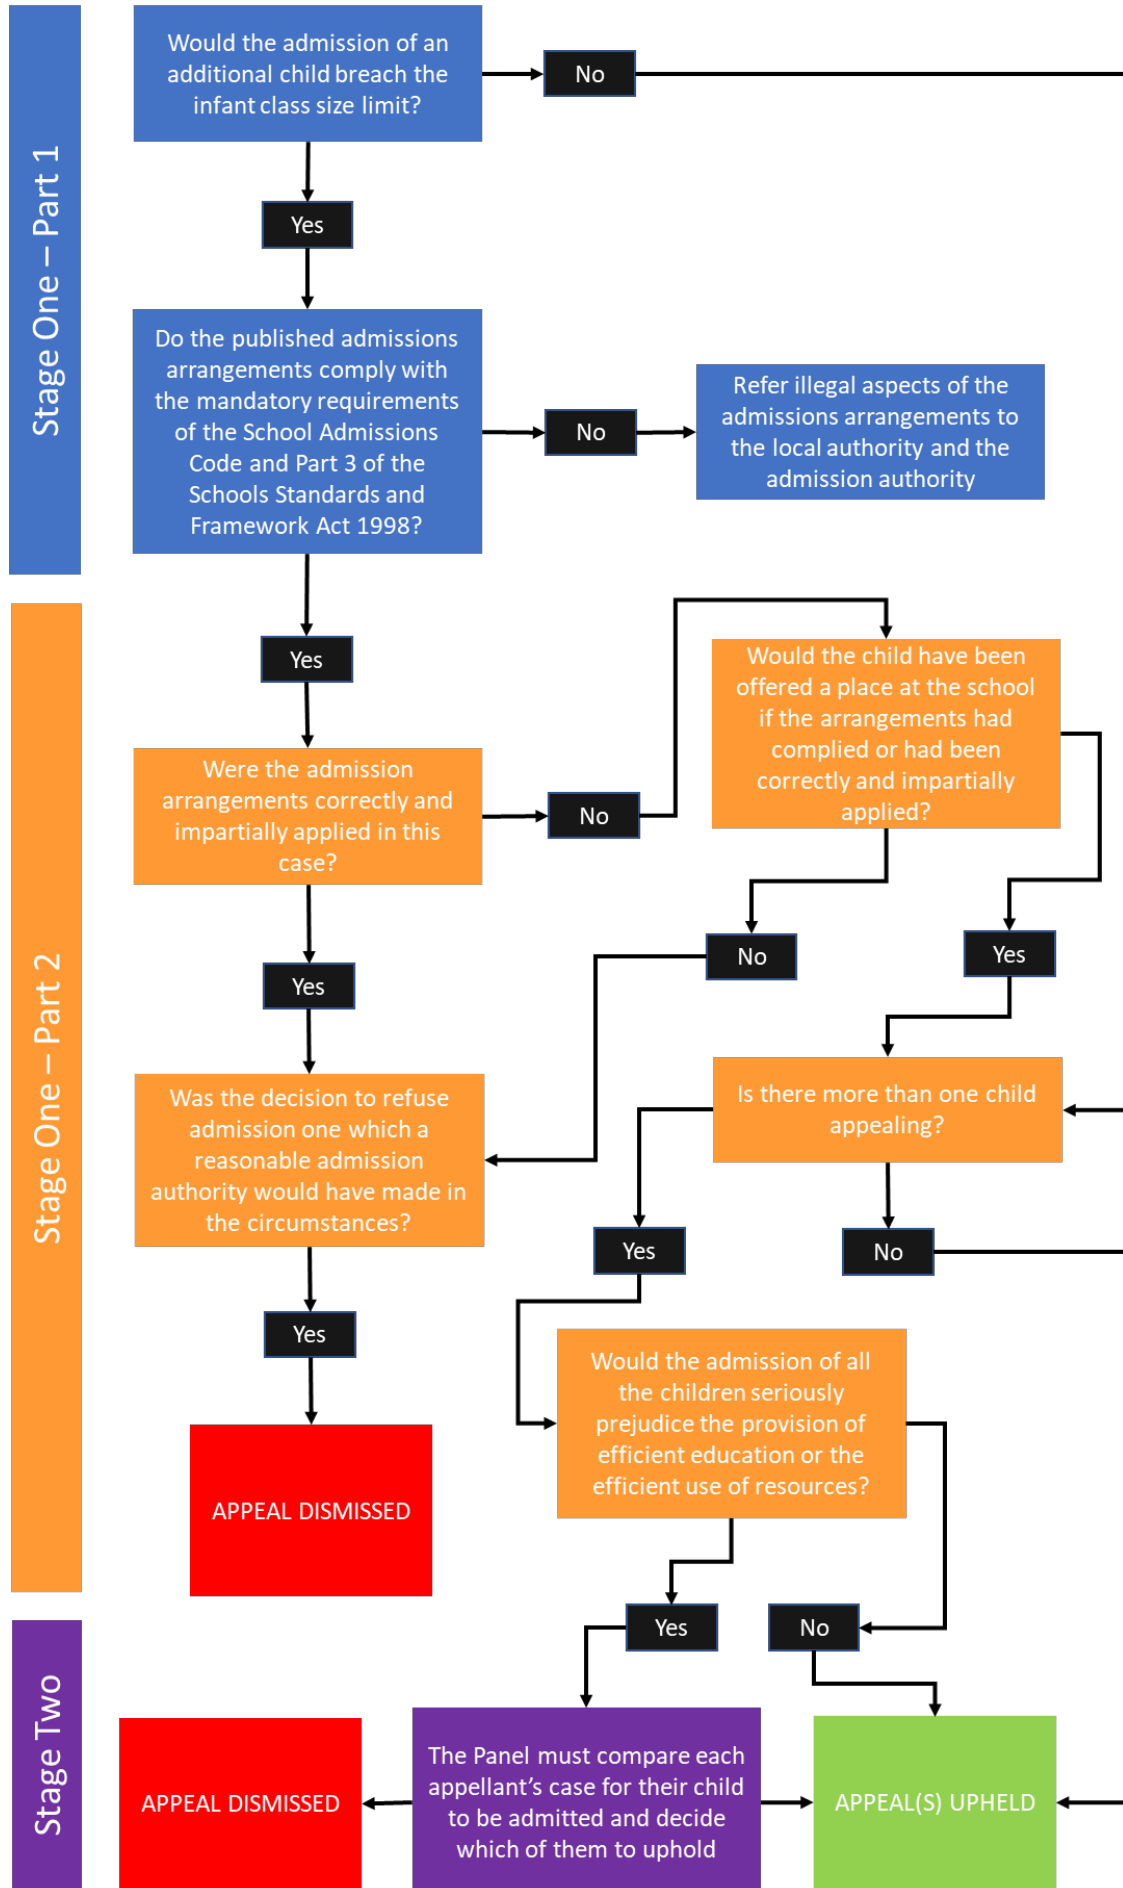 Stage One – Part 1
Would the admission of an
additional child breach the
infant class size limit?
No
Yes
Do the published admissions
arrangements comply with
the mandatory requirements
of the School Admissions
Code and Part 3 of the
Schools Standards and
Framework Act 1998?
No
Refer illegal aspects of the
admissions arrangements to
the local authority and the
admission authority
Yes
Stage One – Part 2
Were the admission
arrangements correctly and
impartially applied in this
case?
No
Would the child have been
offered a place at the school
if the arrangements had
complied or had been
correctly and impartially
applied?
No
Yes
Yes
Was the decision to refuse
admission one which a
reasonable admission
authority would have made in
the circumstances?
Is there more than one child
appealing?
Yes
No
Yes
Would the admission of all
the children seriously
prejudice the provision of
efficient education or the
efficient use of resources?
APPEAL DISMISSED
Yes
No
Stage Two
APPEAL DISMISSED
The Panel must compare each
appellant's case for their child
to be admitted and decide
which of them to uphold
APPEAL(S) UPHELD